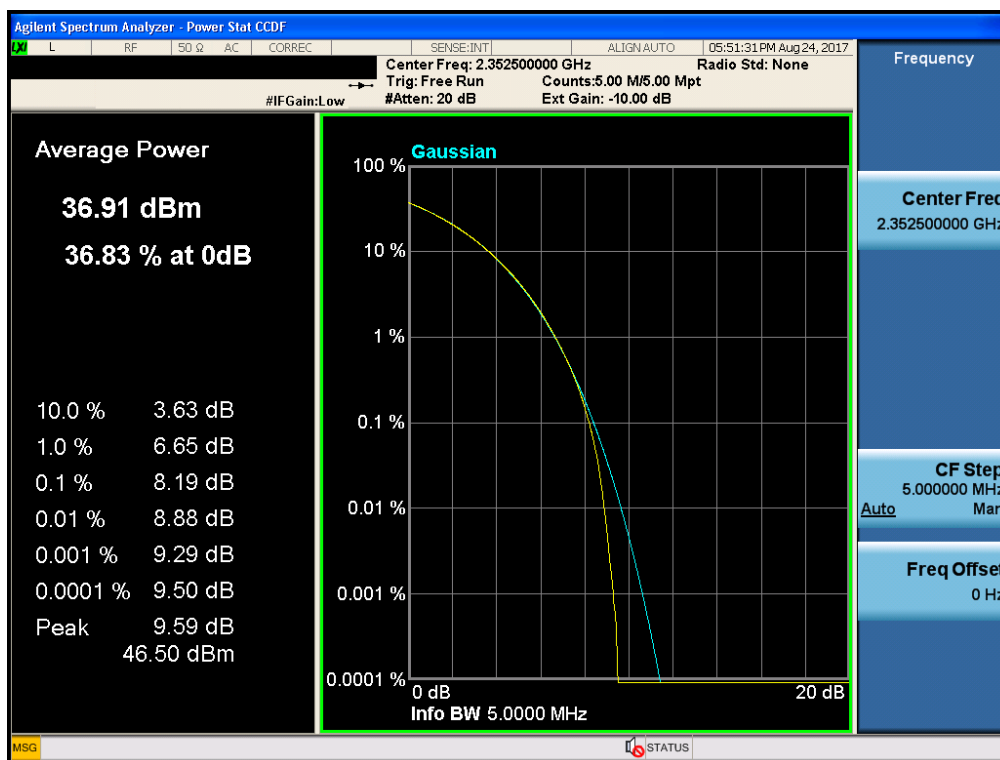 Agilent Spectrum Analyzer - Power Stat CCDF
LXI L RF 50 Ω AC CORREC SENSE:INT ALIGN AUTO 05:51:31 PM Aug 24, 2017
Center Freq: 2.352500000 GHz Radio Std: None
Trig: Free Run Counts:5.00 M/5.00 Mpt
#IFGain:Low #Atten: 20 dB Ext Gain: -10.00 dB
Average Power
36.91 dBm
36.83 % at 0dB
10.0 % 3.63 dB
1.0 % 6.65 dB
0.1 % 8.19 dB
0.01 % 8.88 dB
0.001 % 9.29 dB
0.0001 % 9.50 dB
Peak 9.59 dB
46.50 dBm
Gaussian
100 %
10 %
1 %
0.1 %
0.01 %
0.001 %
0.0001 %
0 dB 20 dB
Info BW 5.0000 MHz
Frequency
Center Freq
2.352500000 GHz
CF Step
5.000000 MHz
Auto Man
Freq Offset
0 Hz
MSG STATUS